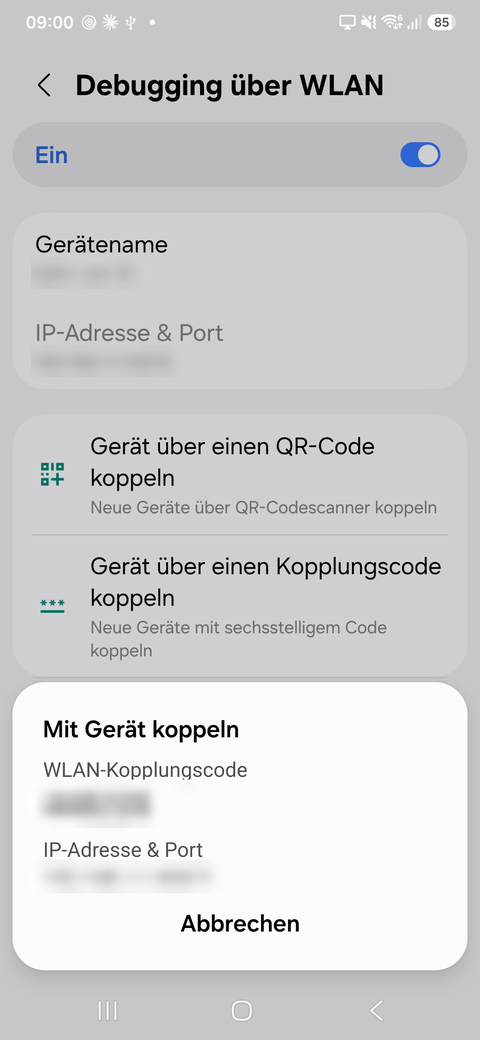 09:00
85
Debugging über WLAN
Ein
Gerätename
IP-Adresse & Port
Gerät über einen QR-Code
koppeln
Neue Geräte über QR-Codescanner koppeln
Gerät über einen Kopplungscode
koppeln
Neue Geräte mit sechsstelligem Code
koppeln
Mit Gerät koppeln
WLAN-Kopplungscode
IP-Adresse & Port
Abbrechen